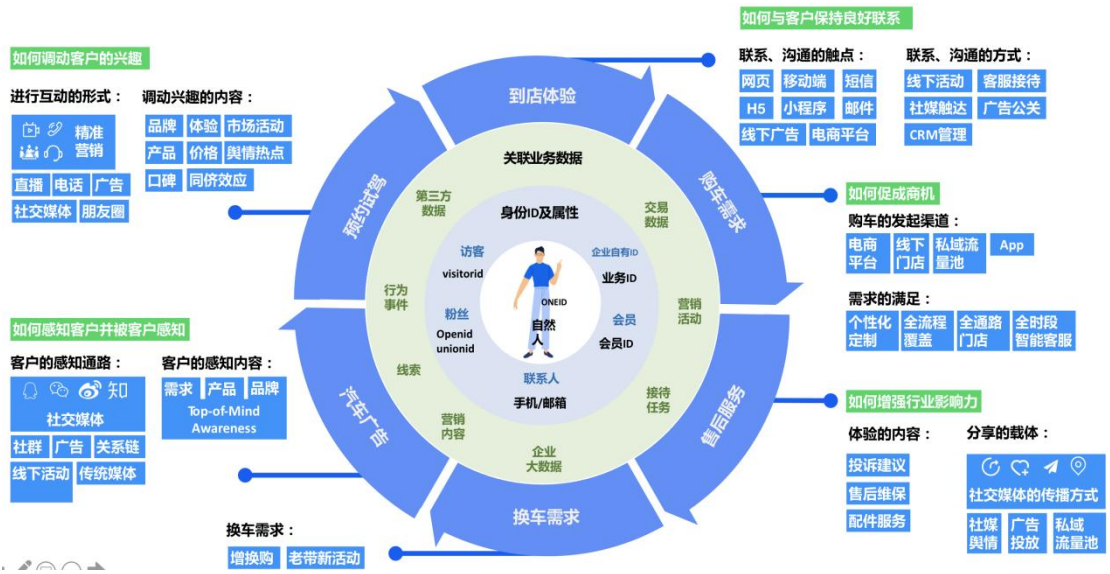 如何调动客户的兴趣
进行互动的形式：
精准
营销
直播 电话 广告
社交媒体 朋友圈
调动兴趣的内容：
品牌 体验 市场活动
产品 价格 舆情热点
口碑 同侪效应
如何感知客户并被客户感知
客户的感知通路：
知
社交媒体
社群 广告 关系链
线下活动 传统媒体
客户的感知内容：
需求 产品 品牌
Top-of-Mind
Awareness
换车需求：
增换购 老带新活动
到店体验
购车需求
售后服务
换车需求
汽车广告
预约试驾
关联业务数据
第三方
数据
交易
数据
行为
事件
营销
活动
线索
接待
任务
营销
内容
企业
大数据
身份ID及属性
访客
visitorid
企业自有ID
业务ID
粉丝
Openid
unionid
会员
会员ID
联系人
手机/邮箱
ONEID
自然
人
如何与客户保持良好联系
联系、沟通的触点：
网页 移动端 短信
H5 小程序 邮件
线下广告 电商平台
联系、沟通的方式：
线下活动 客服接待
社媒触达 广告公关
CRM管理
如何促成商机
购车的发起渠道：
电商
平台
线下
门店
私域流
量池
App
需求的满足：
个性化
定制
全流程
覆盖
全通路
门店
全时段
智能客服
如何增强行业影响力
体验的内容：
投诉建议
售后维保
配件服务
分享的载体：
社交媒体的传播方式
社媒
舆情
广告
投放
私域
流量池